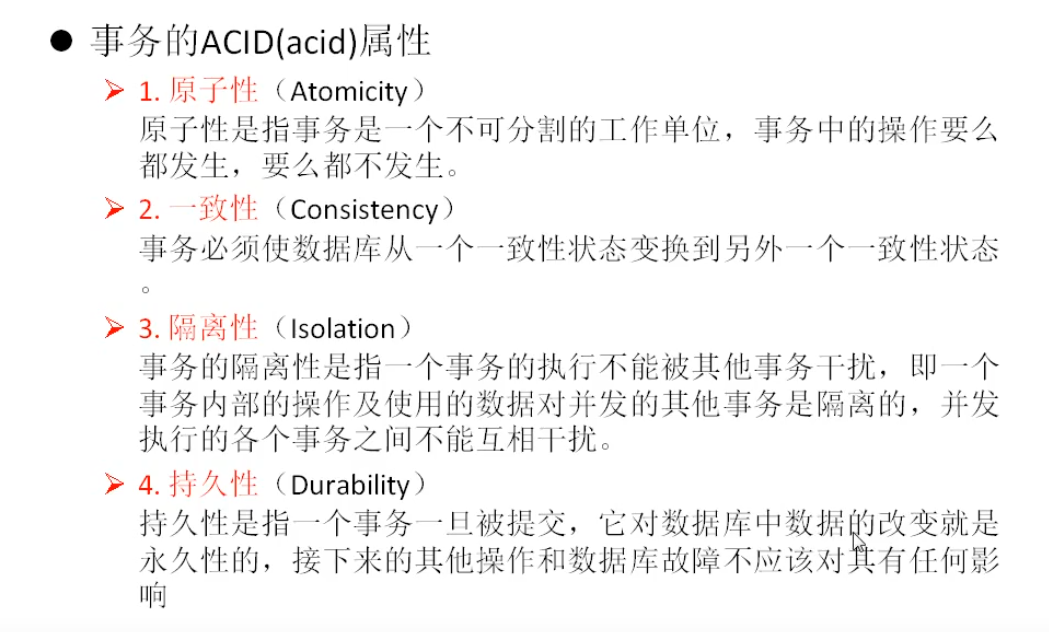 ● 事务的ACID(acid)属性
➢ 1. 原子性（Atomicity）
原子性是指事务是一个不可分割的工作单位，事务中的操作要么
都发生，要么都不发生。
➢ 2. 一致性（Consistency）
事务必须使数据库从一个一致性状态变换到另外一个一致性状态
。
➢ 3. 隔离性（Isolation）
事务的隔离性是指一个事务的执行不能被其他事务干扰，即一个
事务内部的操作及使用的数据对并发的其他事务是隔离的，并发
执行的各个事务之间不能互相干扰。
➢ 4. 持久性（Durability）
持久性是指一个事务一旦被提交，它对数据库中数据的改变就是
永久性的，接下来的其他操作和数据库故障不应该对其有任何影
响